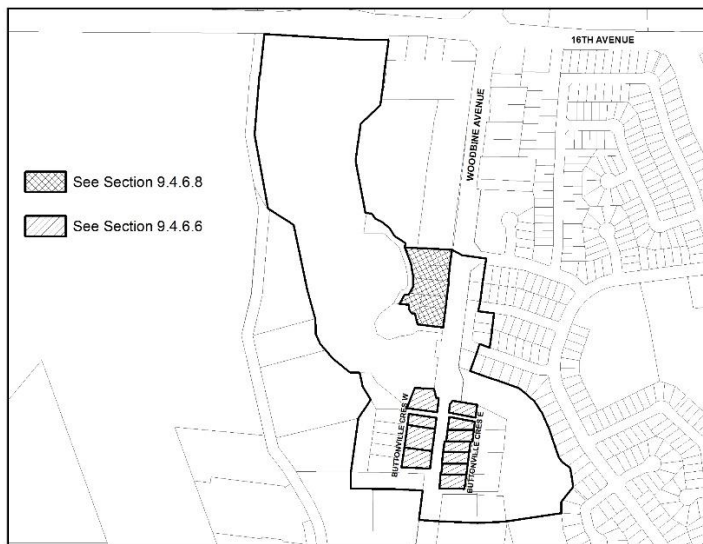 16TH AVENUE
WOODBINE AVENUE
See Section 9.4.6.8
See Section 9.4.6.6
BUTTONVILLE CRES W
BUTTONVILLE CRES E